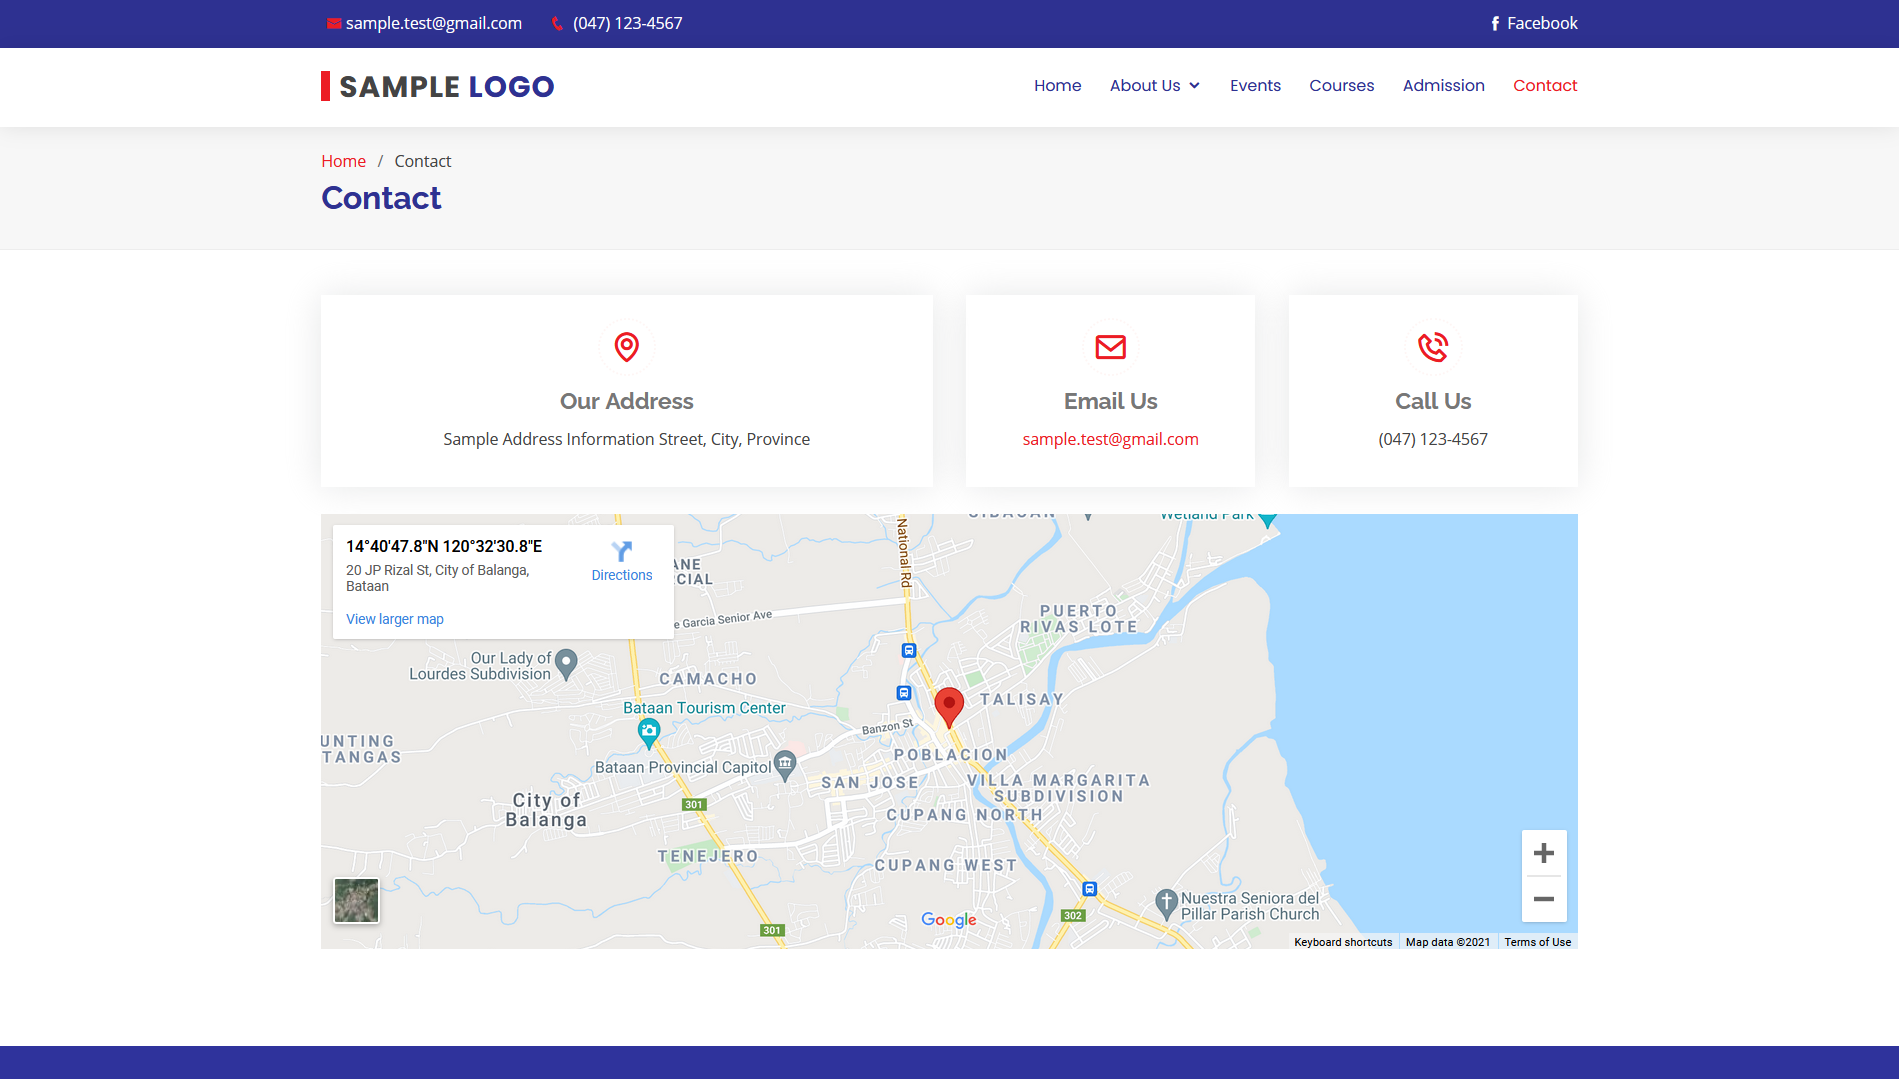 sample.test@gmail.com (047) 123-4567 Facebook
SAMPLE LOGO Home About Us Events Courses Admission Contact
Home / Contact
Contact
Our Address
Sample Address Information Street, City, Province
Email Us
sample.test@gmail.com
Call Us
(047) 123-4567
14°40'47.8"N 120°32'30.8"E
20 JP Rizal St, City of Balanga,
Bataan
Directions
View larger map
National Rd
Wetland Park
ANE
CIAL
e Garcia Senior Ave
PUERTO
RIVAS LOTE
Our Lady of
Lourdes Subdivision
CAMACHO
TALISAY
Bataan Tourism Center
Banzon St
UNTING
TANGAS
POBLACION
Bataan Provincial Capitol
SAN JOSE
VILLA MARGARITA
SUBDIVISION
City of
Balanga
301
CUPANG NORTH
TENEJERO
CUPANG WEST
Nuestra Seniora del
Pillar Parish Church
Google
302
301
Keyboard shortcuts Map data ©2021 Terms of Use